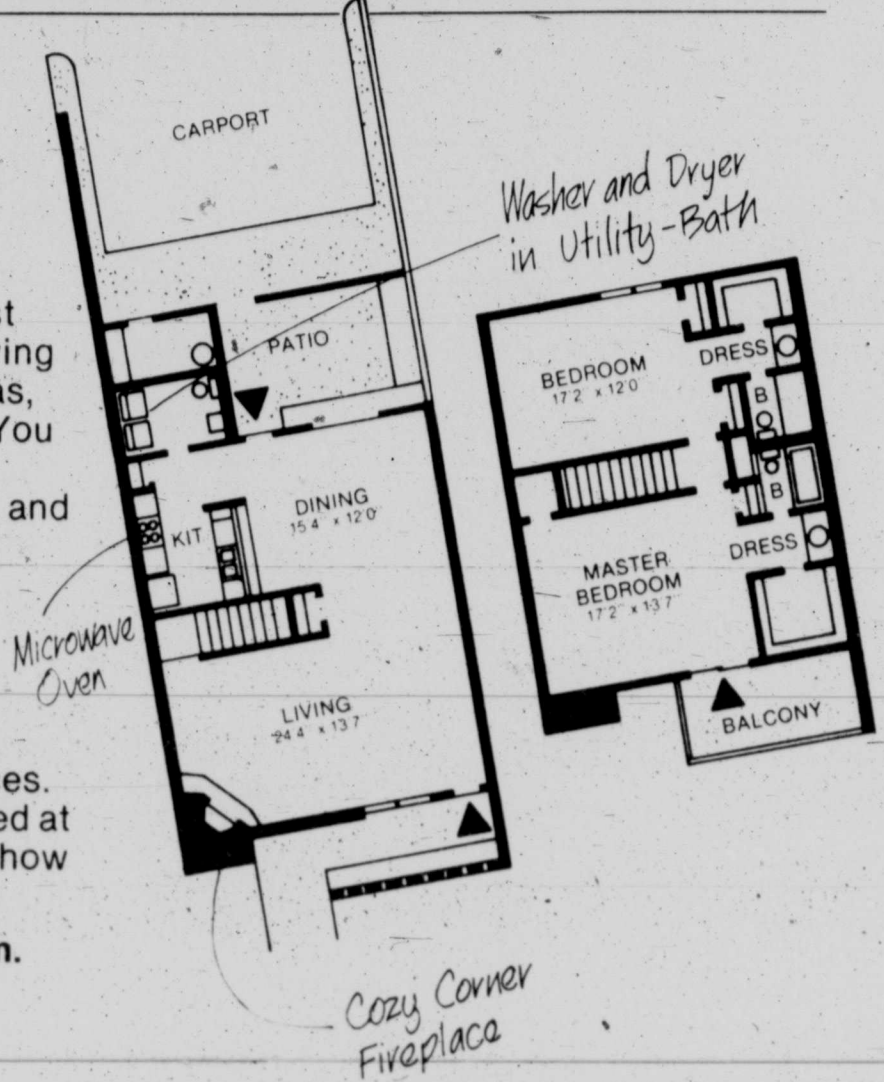 CARPORT
Washer and Dryer
in Utility-Bath
PATIO
BEDROOM
17'2" x 12'0"
DRESS
B
B
DINING
15'4" x 12'0"
KIT
DRESS
MASTER
BEDROOM
17'2" x 13'7"
Microwave
Oven
LIVING
24'4" x 13'7"
BALCONY
Cozy Corner
Fireplace
st
as,
You
and
es.
ed at
how